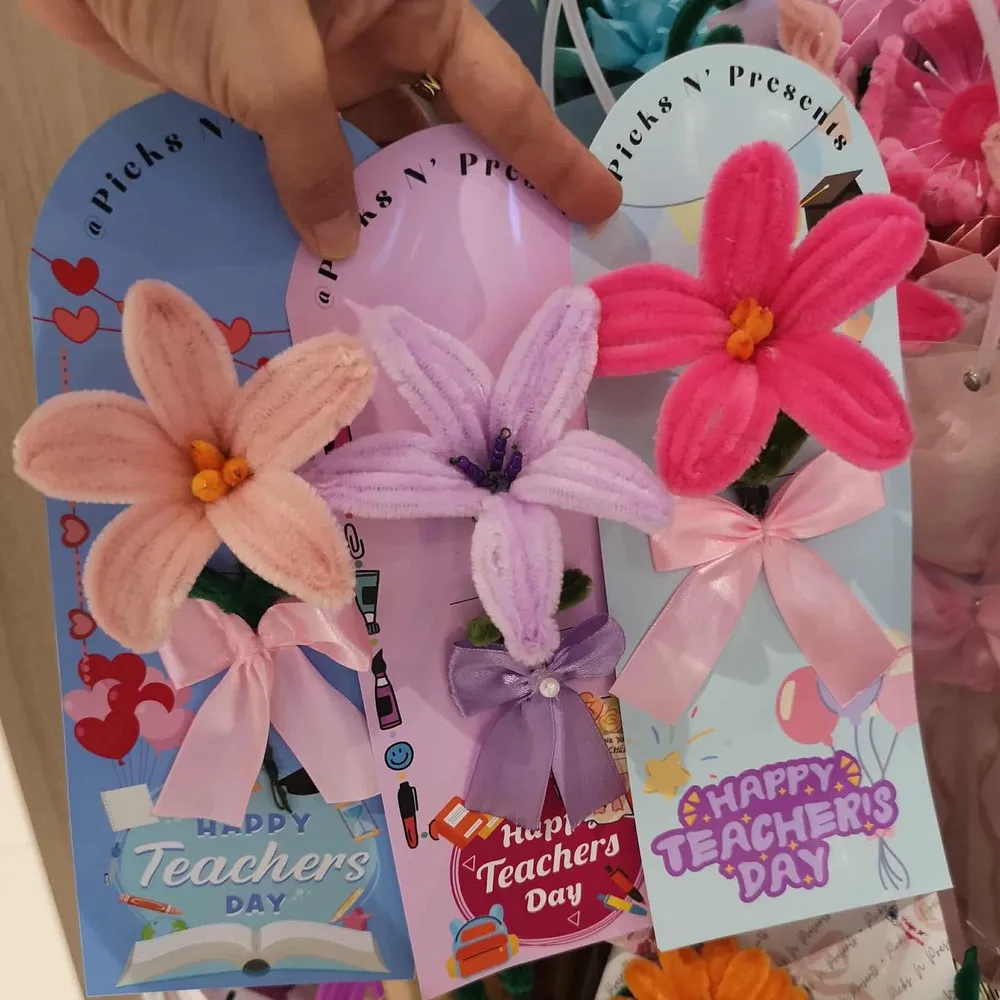 @Picks N'
Picks N' Pres
Picks N' Presents
HAPPY
Teachers
DAY
Happy
Teachers
Day
HAPPY
TEACHER'S
DAY